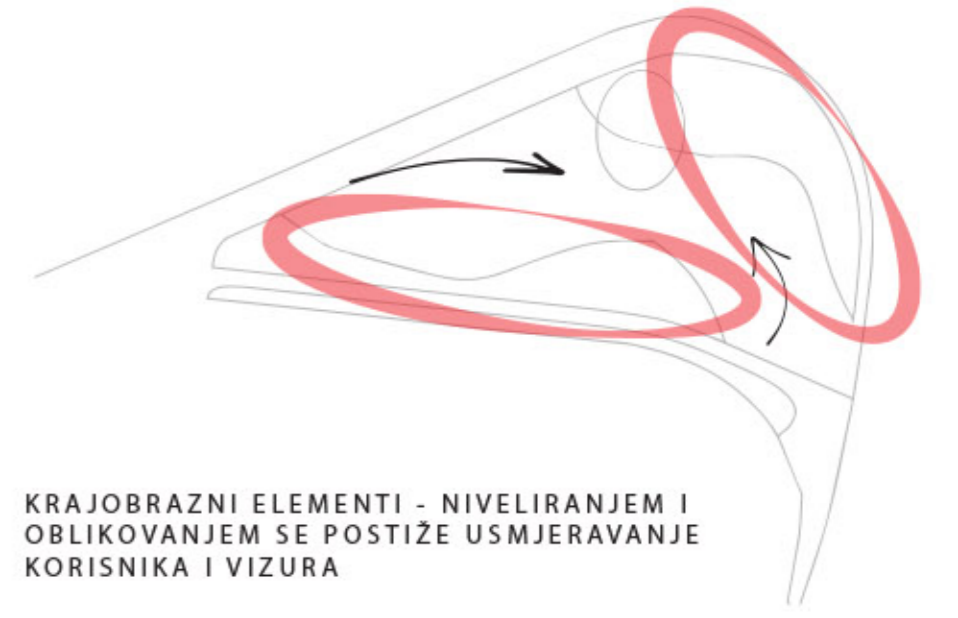 KRAJOBRAZNI ELEMENTI - NIVELIRANJEM I
OBLIKOVANJEM SE POSTIŽE USMJERAVANJE
KORISNIKA I VIZURA